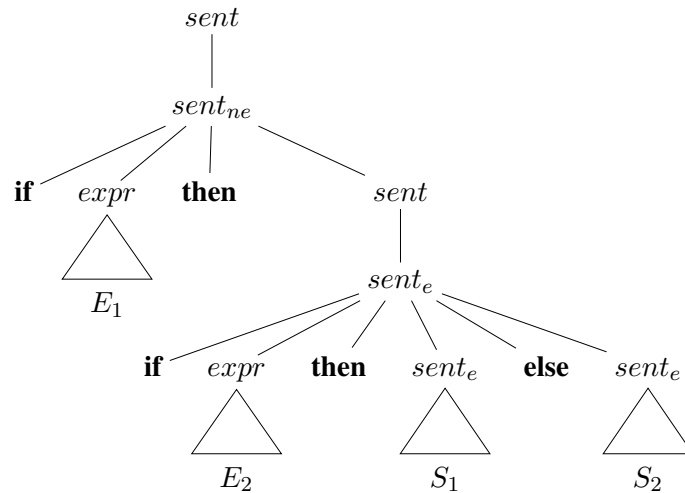 sent
sent_ne
if expr then sent
E_1
sent_e
if expr then sent_e else sent_e
E_2 S_1 S_2